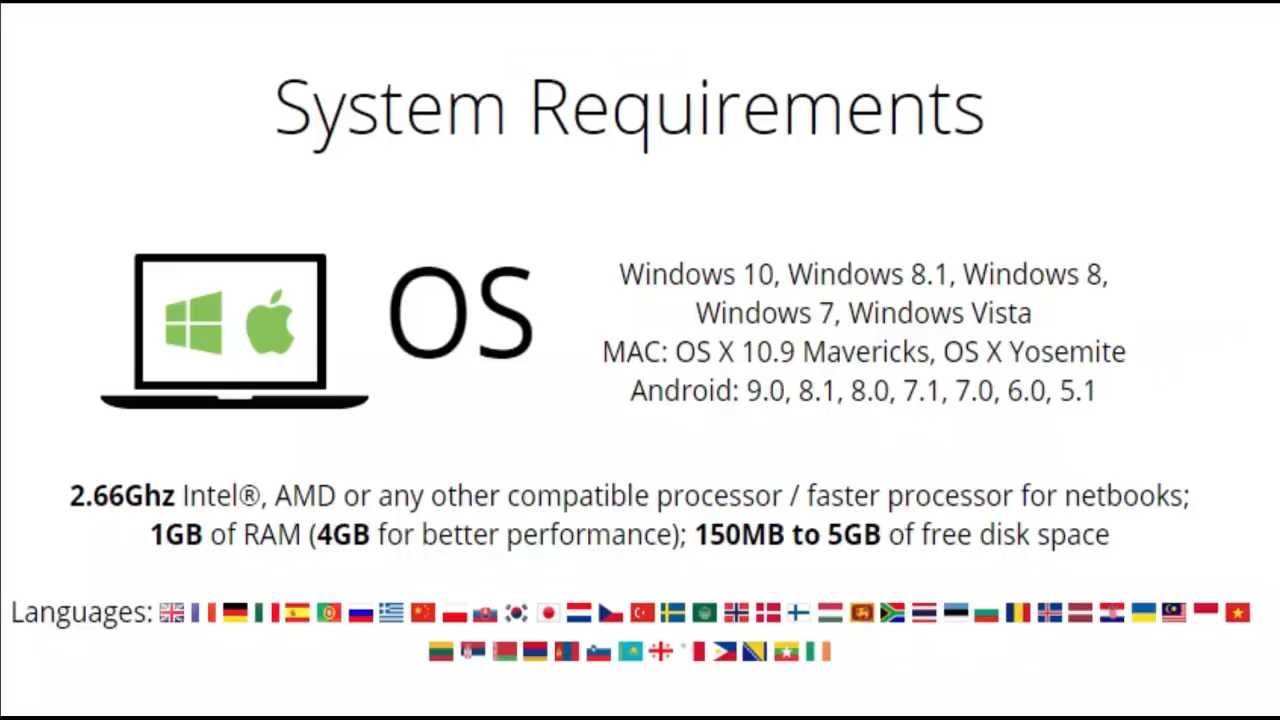 System Requirements
OS
Windows 10, Windows 8.1, Windows 8,
Windows 7, Windows Vista
MAC: OS X 10.9 Mavericks, OS X Yosemite
Android: 9.0, 8.1, 8.0, 7.1, 7.0, 6.0, 5.1
2.66Ghz Intel®, AMD or any other compatible processor / faster processor for netbooks;
1GB of RAM (4GB for better performance); 150MB to 5GB of free disk space
Languages: